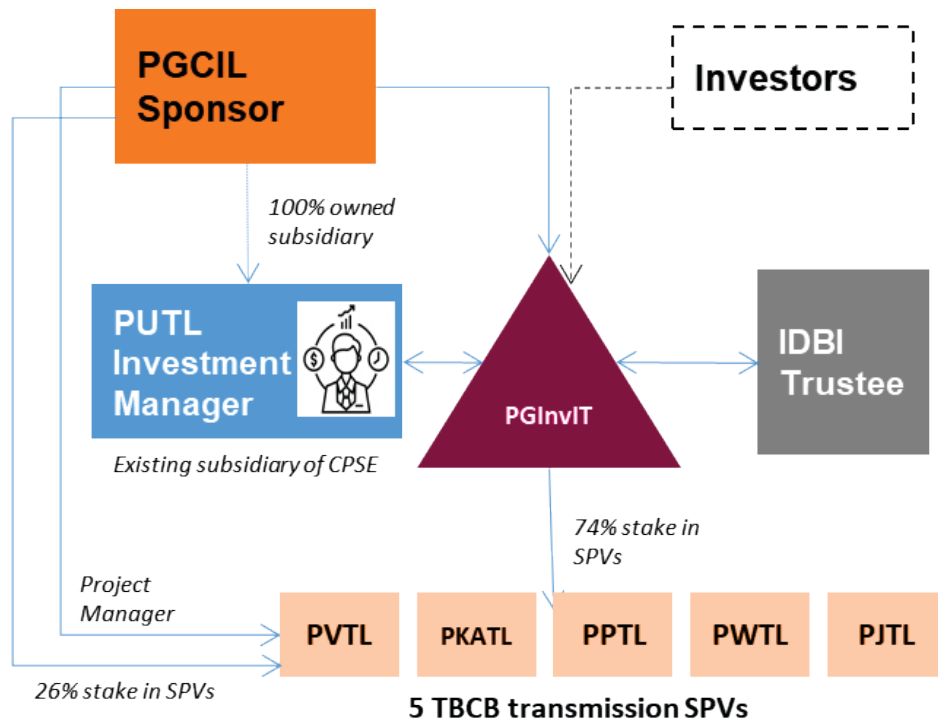 PGCIL
Sponsor
Investors
100% owned
subsidiary
PUTL
Investment
Manager
$
IDBI
Trustee
PGInvIT
Existing subsidiary of CPSE
74% stake in
SPVs
Project
Manager
PVTL
PKATL
PPTL
PWTL
PJTL
26% stake in SPVs
5 TBCB transmission SPVs